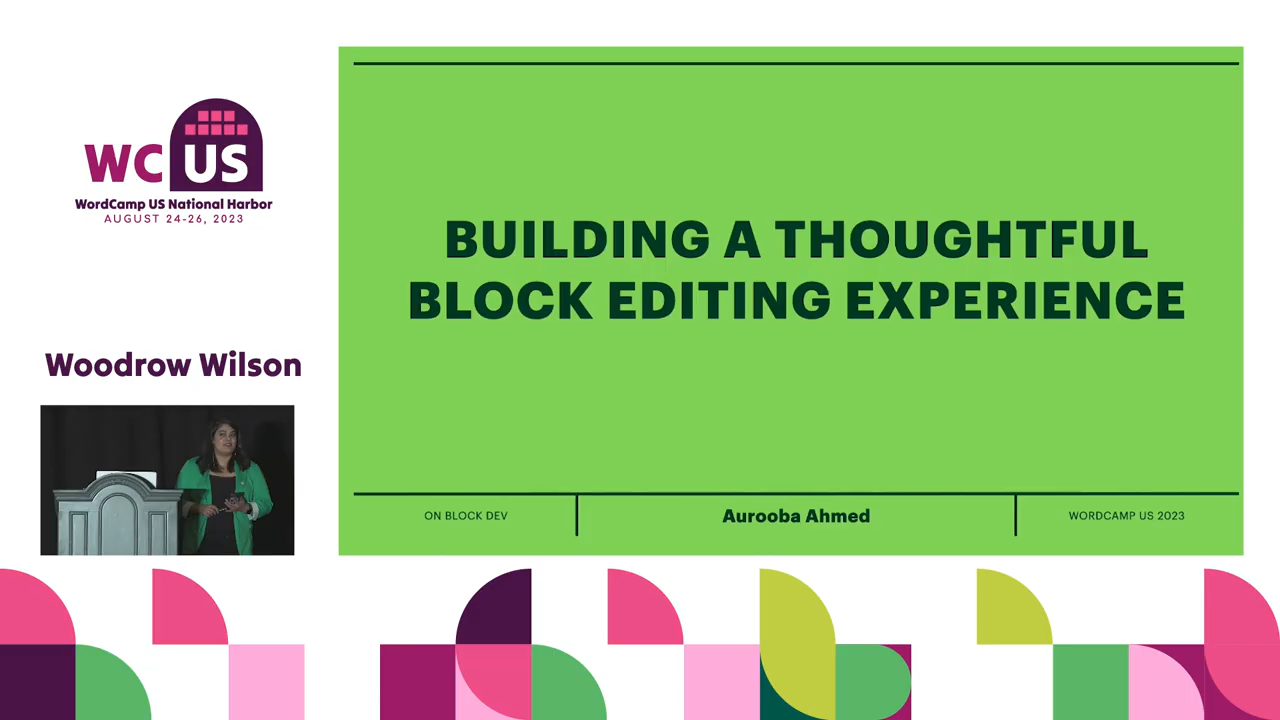 WC US
WordCamp US National Harbor
AUGUST 24-26, 2023
Woodrow Wilson
BUILDING A THOUGHTFUL
BLOCK EDITING EXPERIENCE
ON BLOCK DEV
Aurooba Ahmed
WORDCAMP US 2023